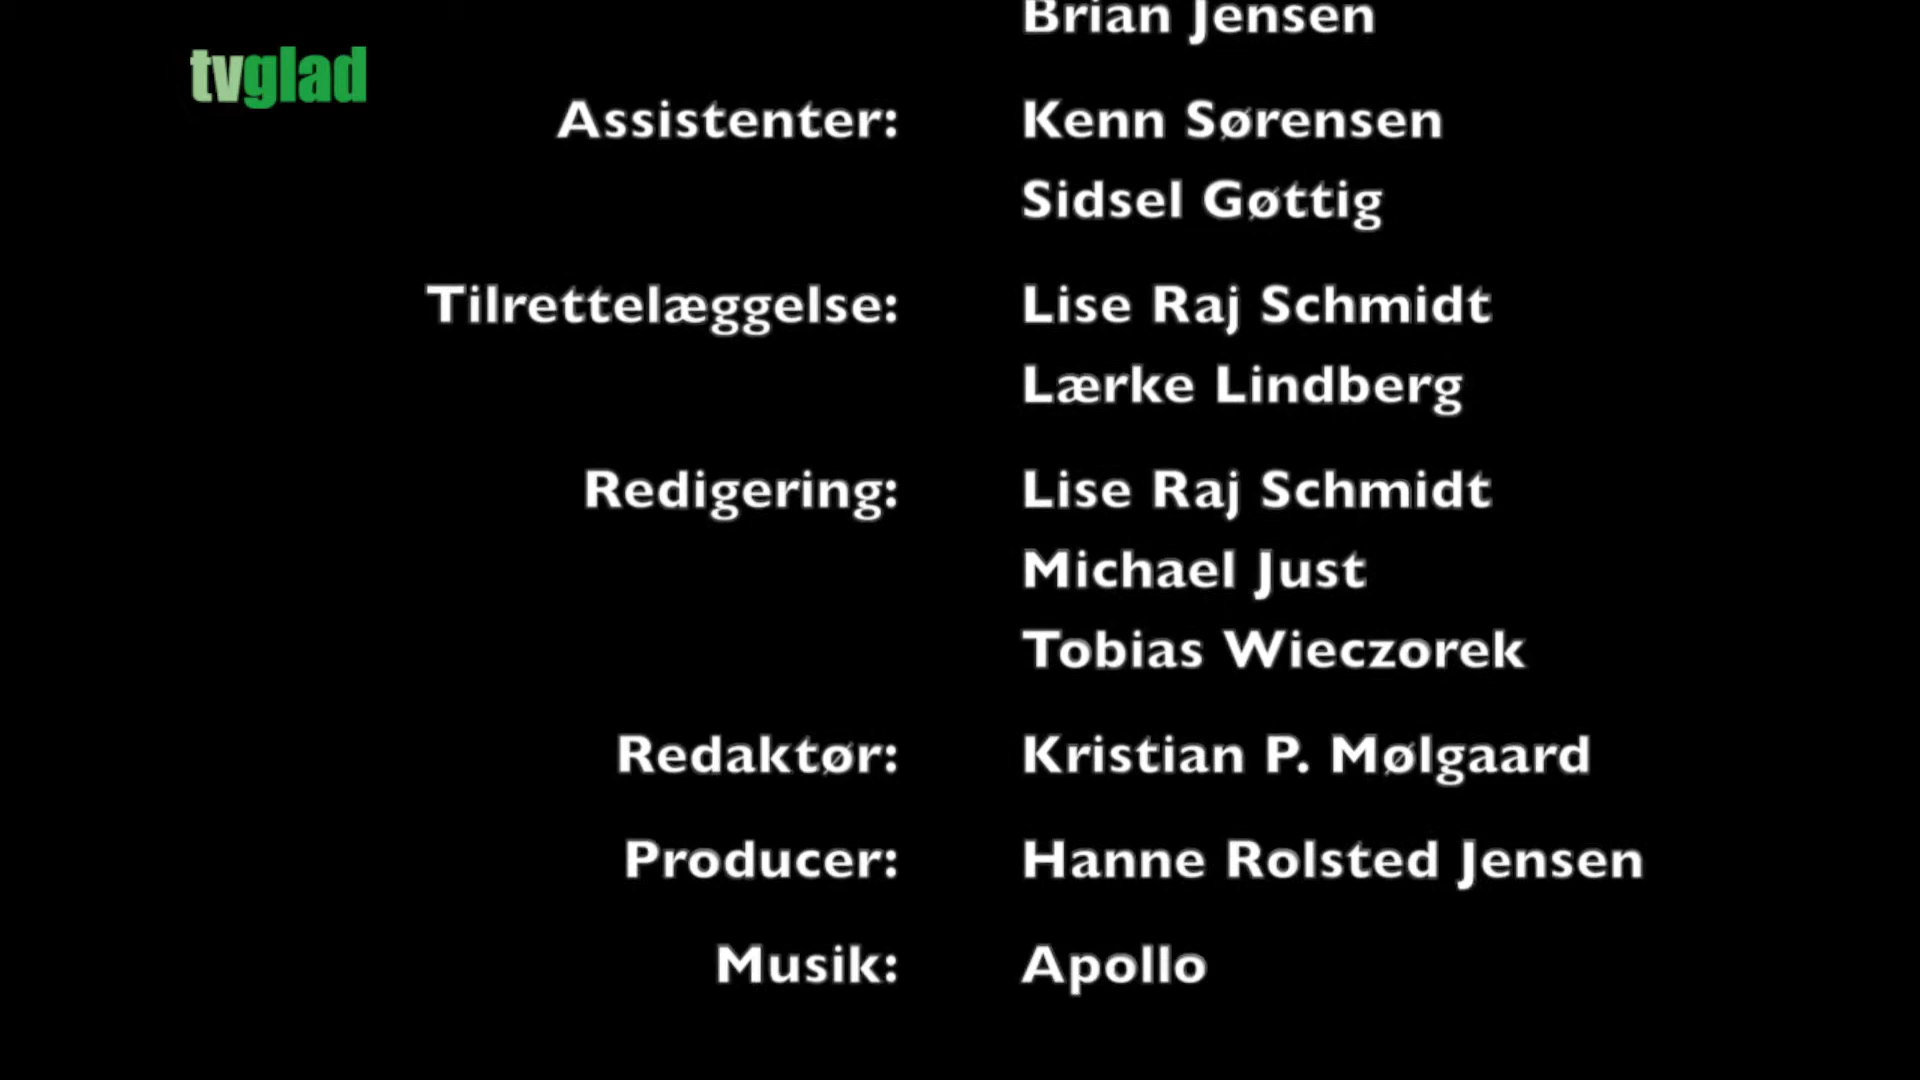 Brian Jensen
tvglad
Assistenter: Kenn Sørensen
Sidsel Gøttig
Tilrettelæggelse: Lise Raj Schmidt
Lærke Lindberg
Redigering: Lise Raj Schmidt
Michael Just
Tobias Wieczorek
Redaktør: Kristian P. Mølgaard
Producer: Hanne Rolsted Jensen
Musik: Apollo